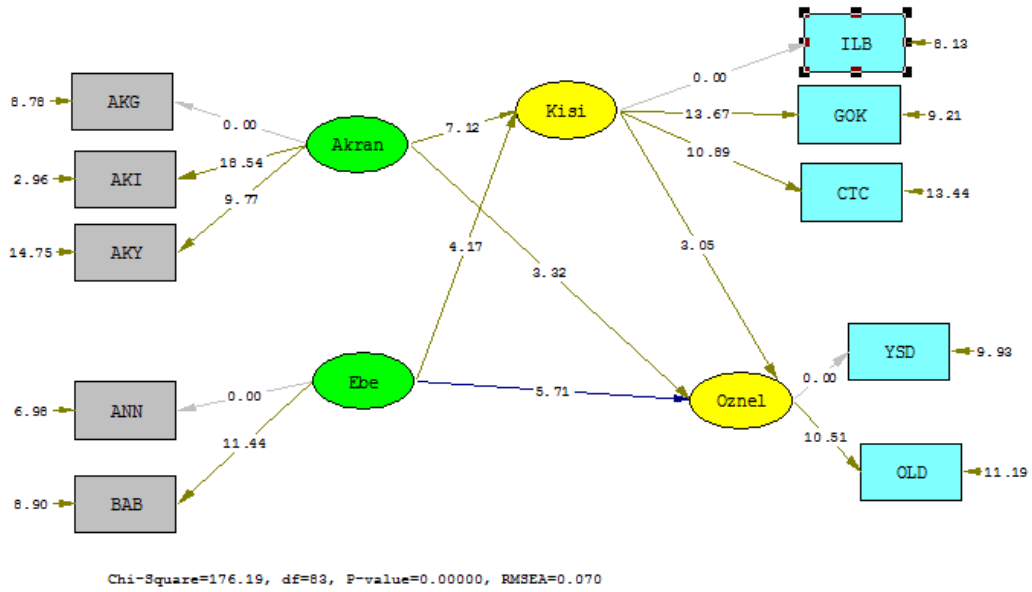 ILB
8.13
0.00
8.78
AKG
0.00
Akran
7.12
Kisi
13.67
GOK
9.21
2.96
AKI
18.54
10.89
CTC
13.44
9.77
14.75
AKY
4.17
3.32
3.05
YSD
9.93
0.00
6.98
ANN
0.00
Ebe
5.71
Oznel
11.44
10.51
8.90
BAB
OLD
11.19
Chi-Square=176.19, df=83, P-value=0.00000, RMSEA=0.070